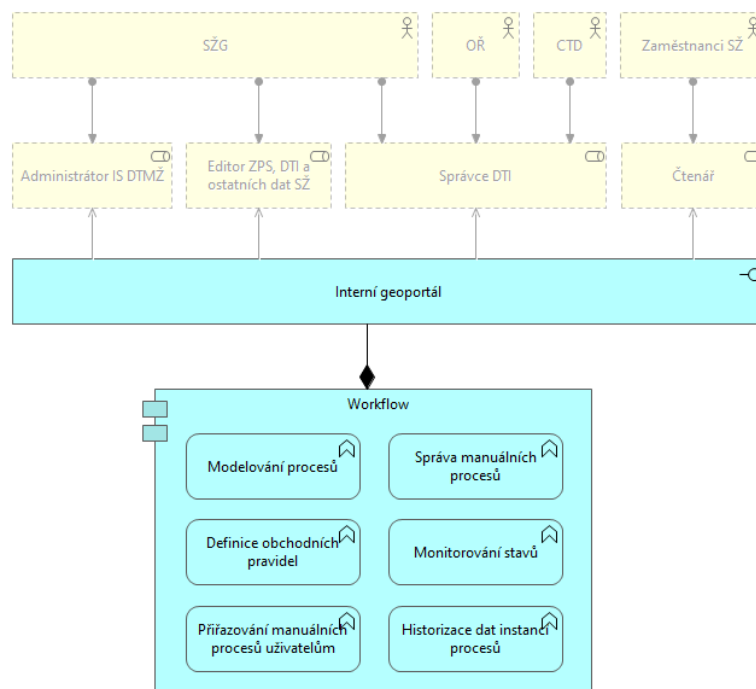 SŽG
OŘ
CTD
Zaměstnanci SŽ
Administrátor IS DTMŽ
Editor ZPS, DTI a
ostatních dat SŽ
Správce DTI
Čtenář
Interní geoportál
Workflow
Modelování procesů
Správa manuálních
procesů
Definice obchodních
pravidel
Monitorování stavů
Přiřazování manuálních
procesů uživatelům
Historizace dat instancí
procesů